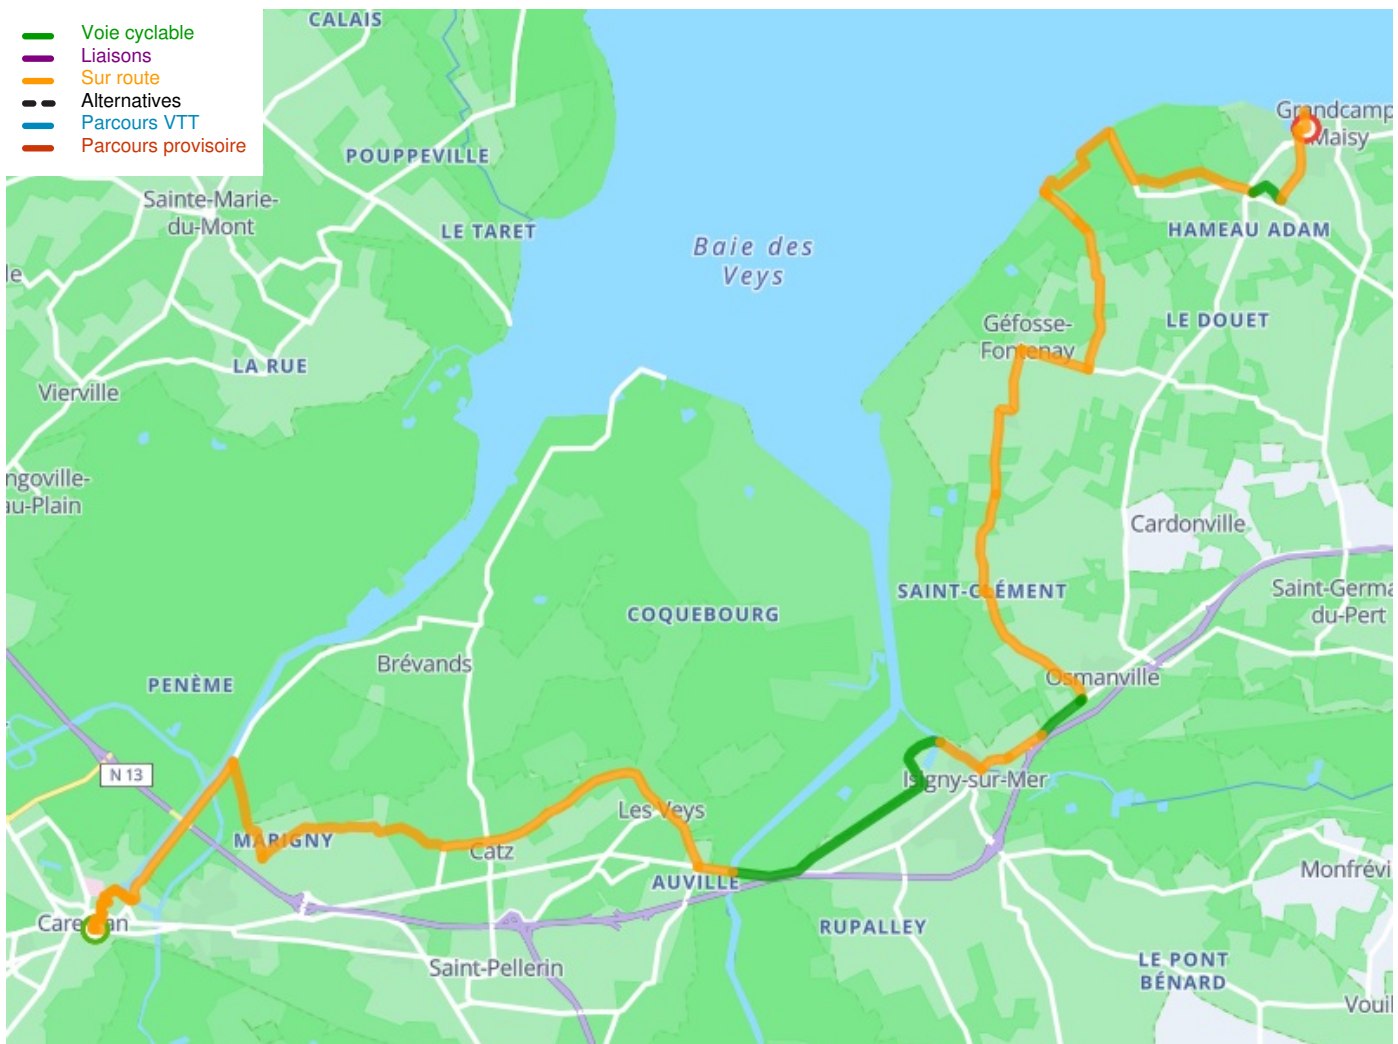 Voie cyclable
Liaisons
Sur route
Alternatives
Parcours VTT
Parcours provisoire
CALAIS
POUPPEVILLE
Sainte-Marie-
du-Mont
LE TARET
Baie des
Veys
Grandcamp
Maisy
HAMEAU ADAM
le
LA RUE
Vierville
Géfosse-
Fontenay
LE DOUET
ngoville-
au-Plain
Cardonville
SAINT-CLÉMENT
Saint-Germa
du-Pert
COQUEBOURG
Brévands
PENÈME
Osmanville
N 13
Isigny-sur-Mer
Les Veys
MARIGNY
Catz
AUVILLE
Monfrévi
Carentan
RUPALLEY
Saint-Pellerin
LE PONT
BÉNARD
Vouil